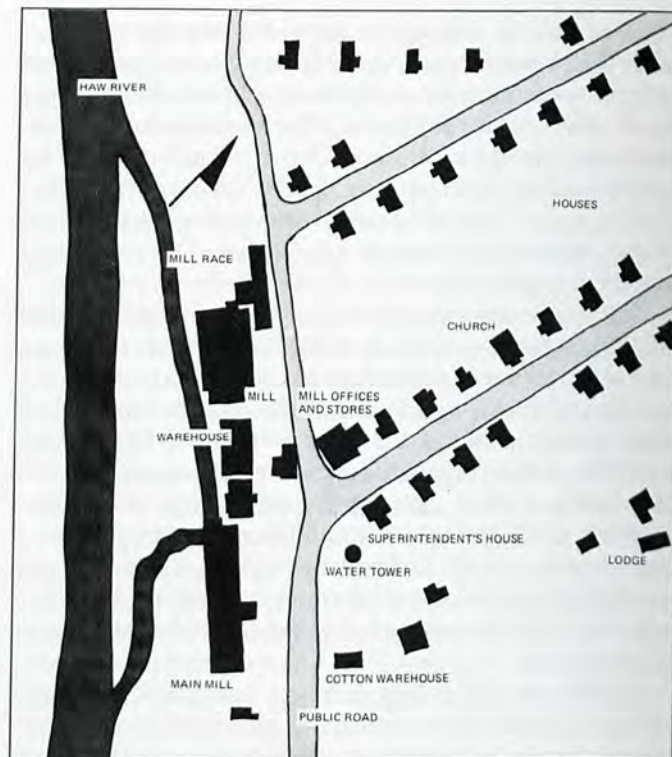 HAW RIVER
HOUSES
MILL RACE
CHURCH
MILL
MILL OFFICES
AND STORES
WAREHOUSE
SUPERINTENDENT'S HOUSE
WATER TOWER
LODGE
MAIN MILL
COTTON WAREHOUSE
PUBLIC ROAD